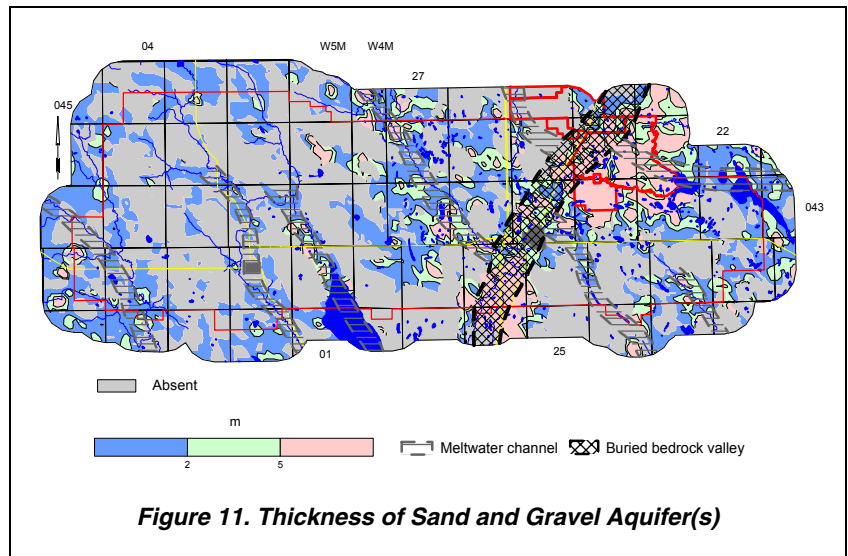 04
W5M W4M
27
045
22
043
01
25
Absent
m
2
5
Meltwater channel
Buried bedrock valley
Figure 11. Thickness of Sand and Gravel Aquifer(s)